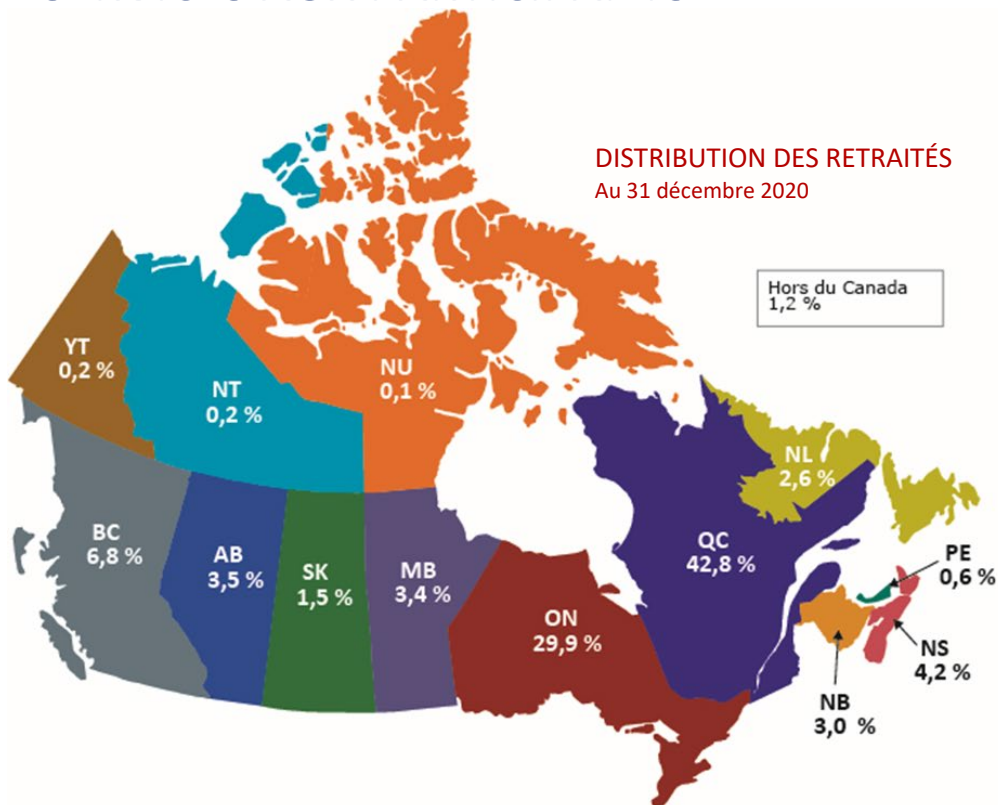 DISTRIBUTION DES RETRAITÉS
Au 31 décembre 2020
Hors du Canada
1,2 %
YT
0,2 %
NT
0,2 %
NU
0,1 %
NL
2,6 %
BC
6,8 %
AB
3,5 %
SK
1,5 %
MB
3,4 %
ON
29,9 %
QC
42,8 %
PE
0,6 %
NS
4,2 %
NB
3,0 %